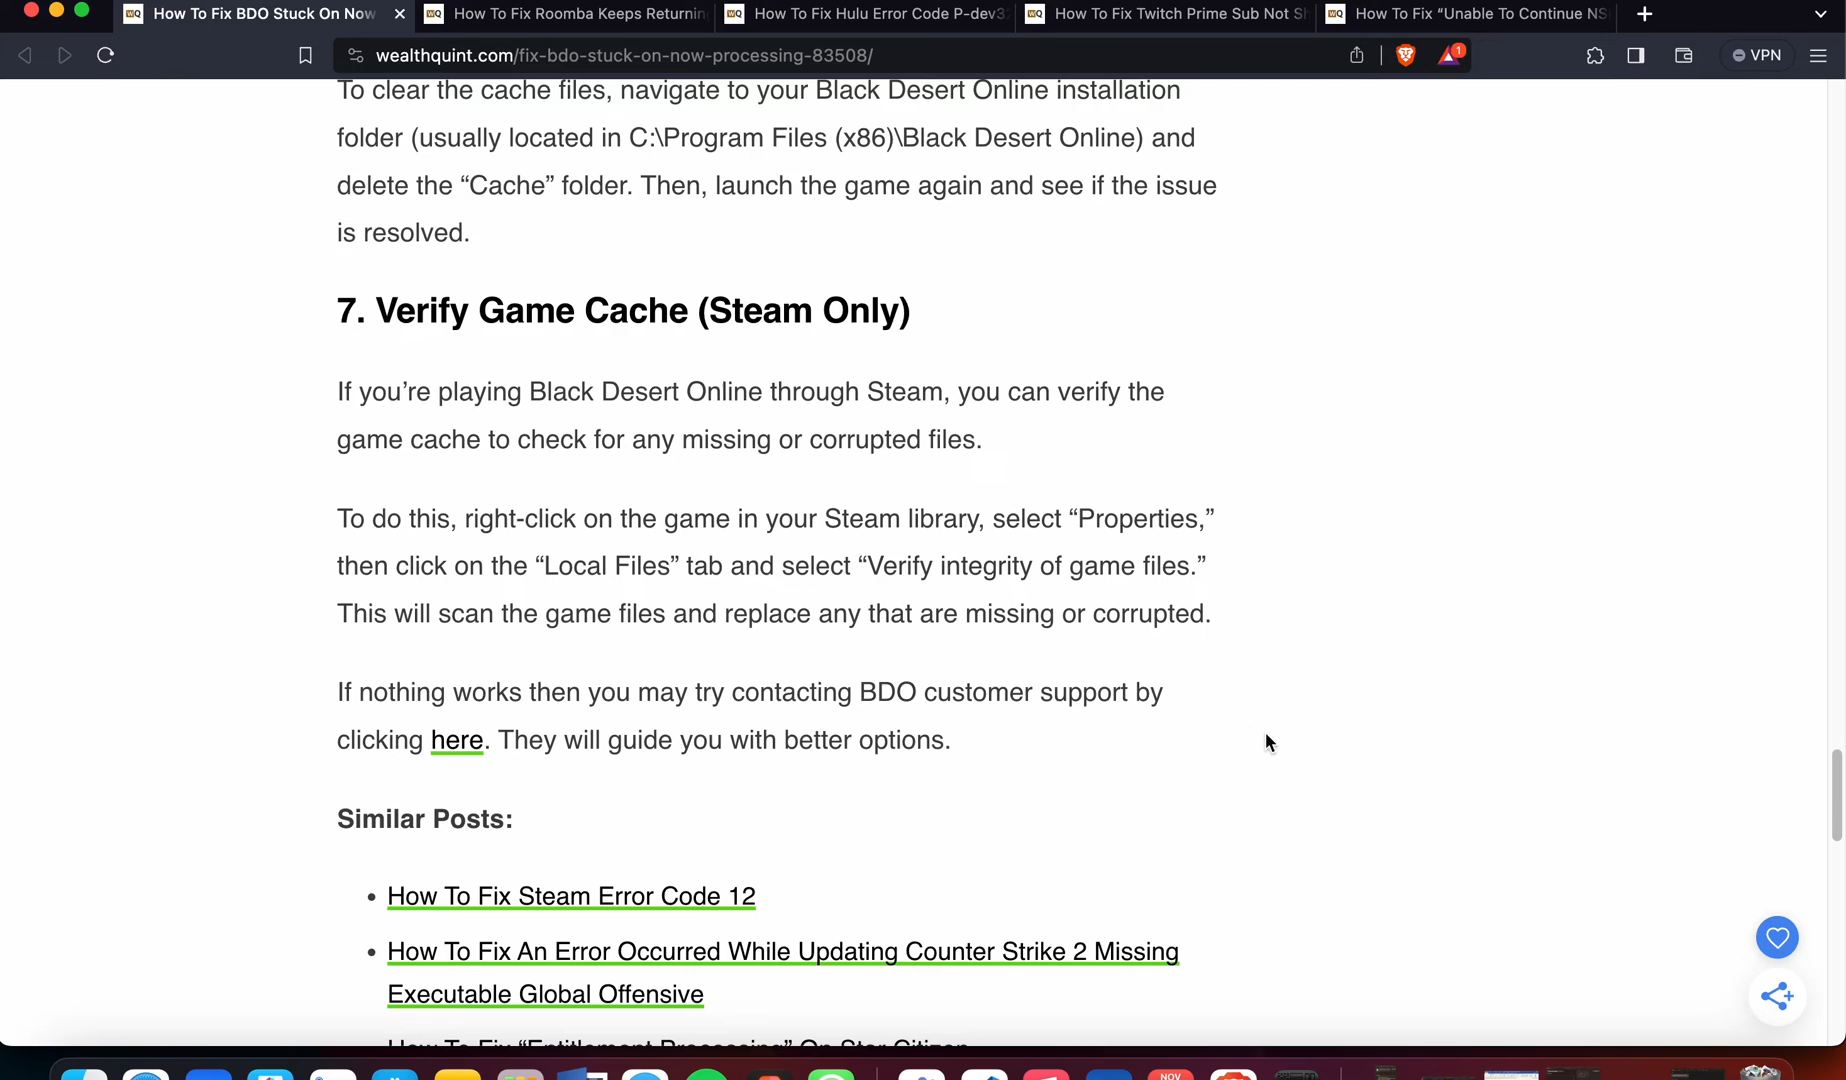 How To Fix BDO Stuck On Now
How To Fix Roomba Keeps Returnin
How To Fix Hulu Error Code P-dev3
How To Fix Twitch Prime Sub Not S
How To Fix “Unable To Continue NS
wealthquint.com/fix-bdo-stuck-on-now-processing-83508/
1
VPN
To clear the cache files, navigate to your Black Desert Online installation
folder (usually located in C:\Program Files (x86)\Black Desert Online) and
delete the “Cache” folder. Then, launch the game again and see if the issue
is resolved.
7. Verify Game Cache (Steam Only)
If you’re playing Black Desert Online through Steam, you can verify the
game cache to check for any missing or corrupted files.
To do this, right-click on the game in your Steam library, select “Properties,”
then click on the “Local Files” tab and select “Verify integrity of game files.”
This will scan the game files and replace any that are missing or corrupted.
If nothing works then you may try contacting BDO customer support by
clicking here. They will guide you with better options.
Similar Posts:
• How To Fix Steam Error Code 12
• How To Fix An Error Occurred While Updating Counter Strike 2 Missing
Executable Global Offensive
How To Fix “Entitlement Processing” On Star Citizen
NOV